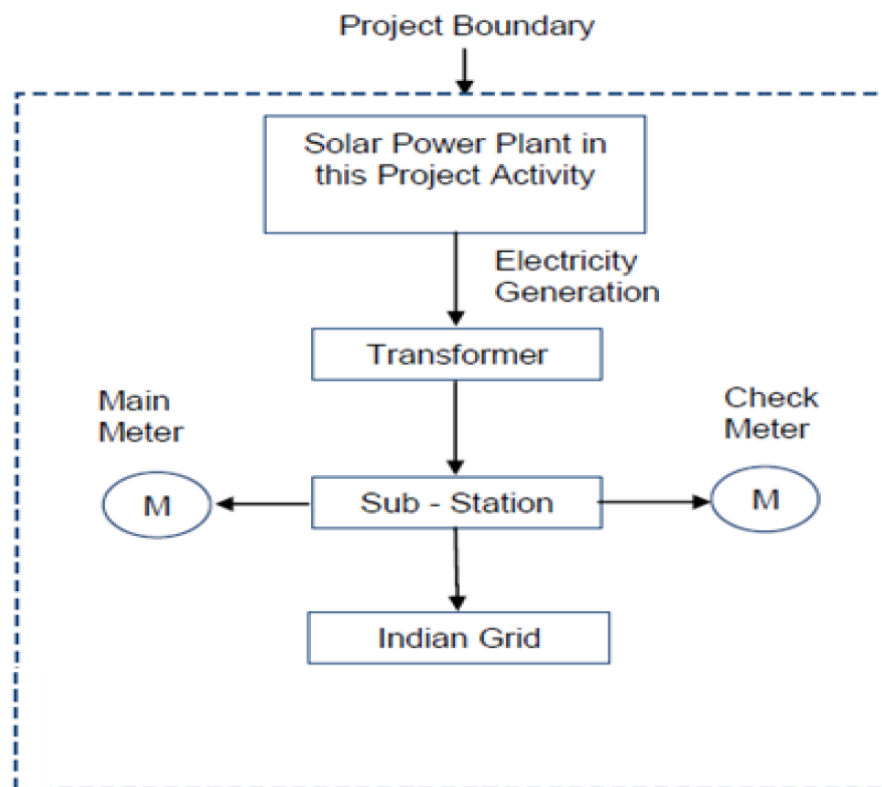 Project Boundary
Solar Power Plant in
this Project Activity
Electricity
Generation
Transformer
Main
Meter
Check
Meter
M
Sub - Station
M
Indian Grid